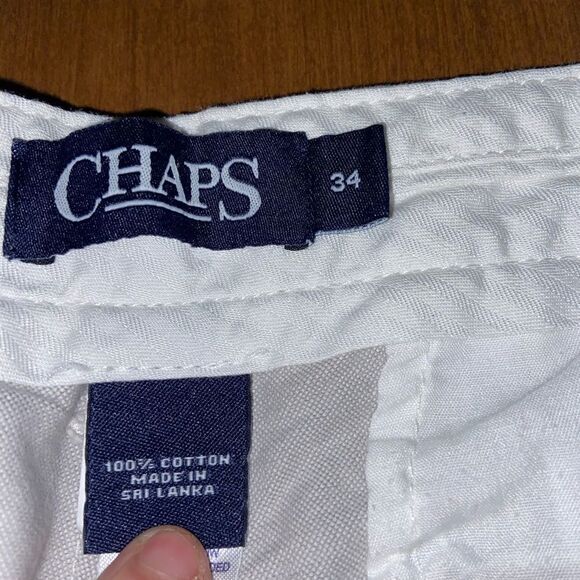 CHAPS
34
100% COTTON
MADE IN
SRI LANKA